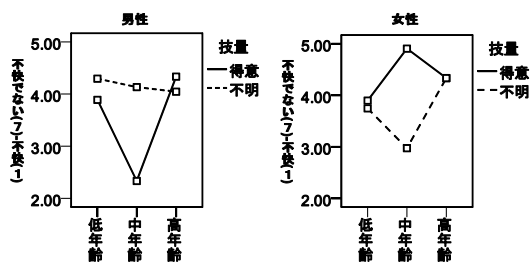 男性
5.00
4.00
3.00
2.00
不快でない(7)-不快(1)
低年齢
中年齢
高年齢
技量
得意
不明
女性
5.00
4.00
3.00
2.00
不快でない(7)-不快(1)
低年齢
中年齢
高年齢
技量
得意
不明